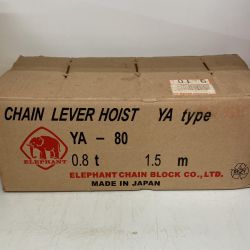 CHAIN LEVER HOIST YA type
YA - 80
ELEPHANT
0.8 t 1.5 m
ELEPHANT CHAIN BLOCK CO., LTD.
MADE IN JAPAN